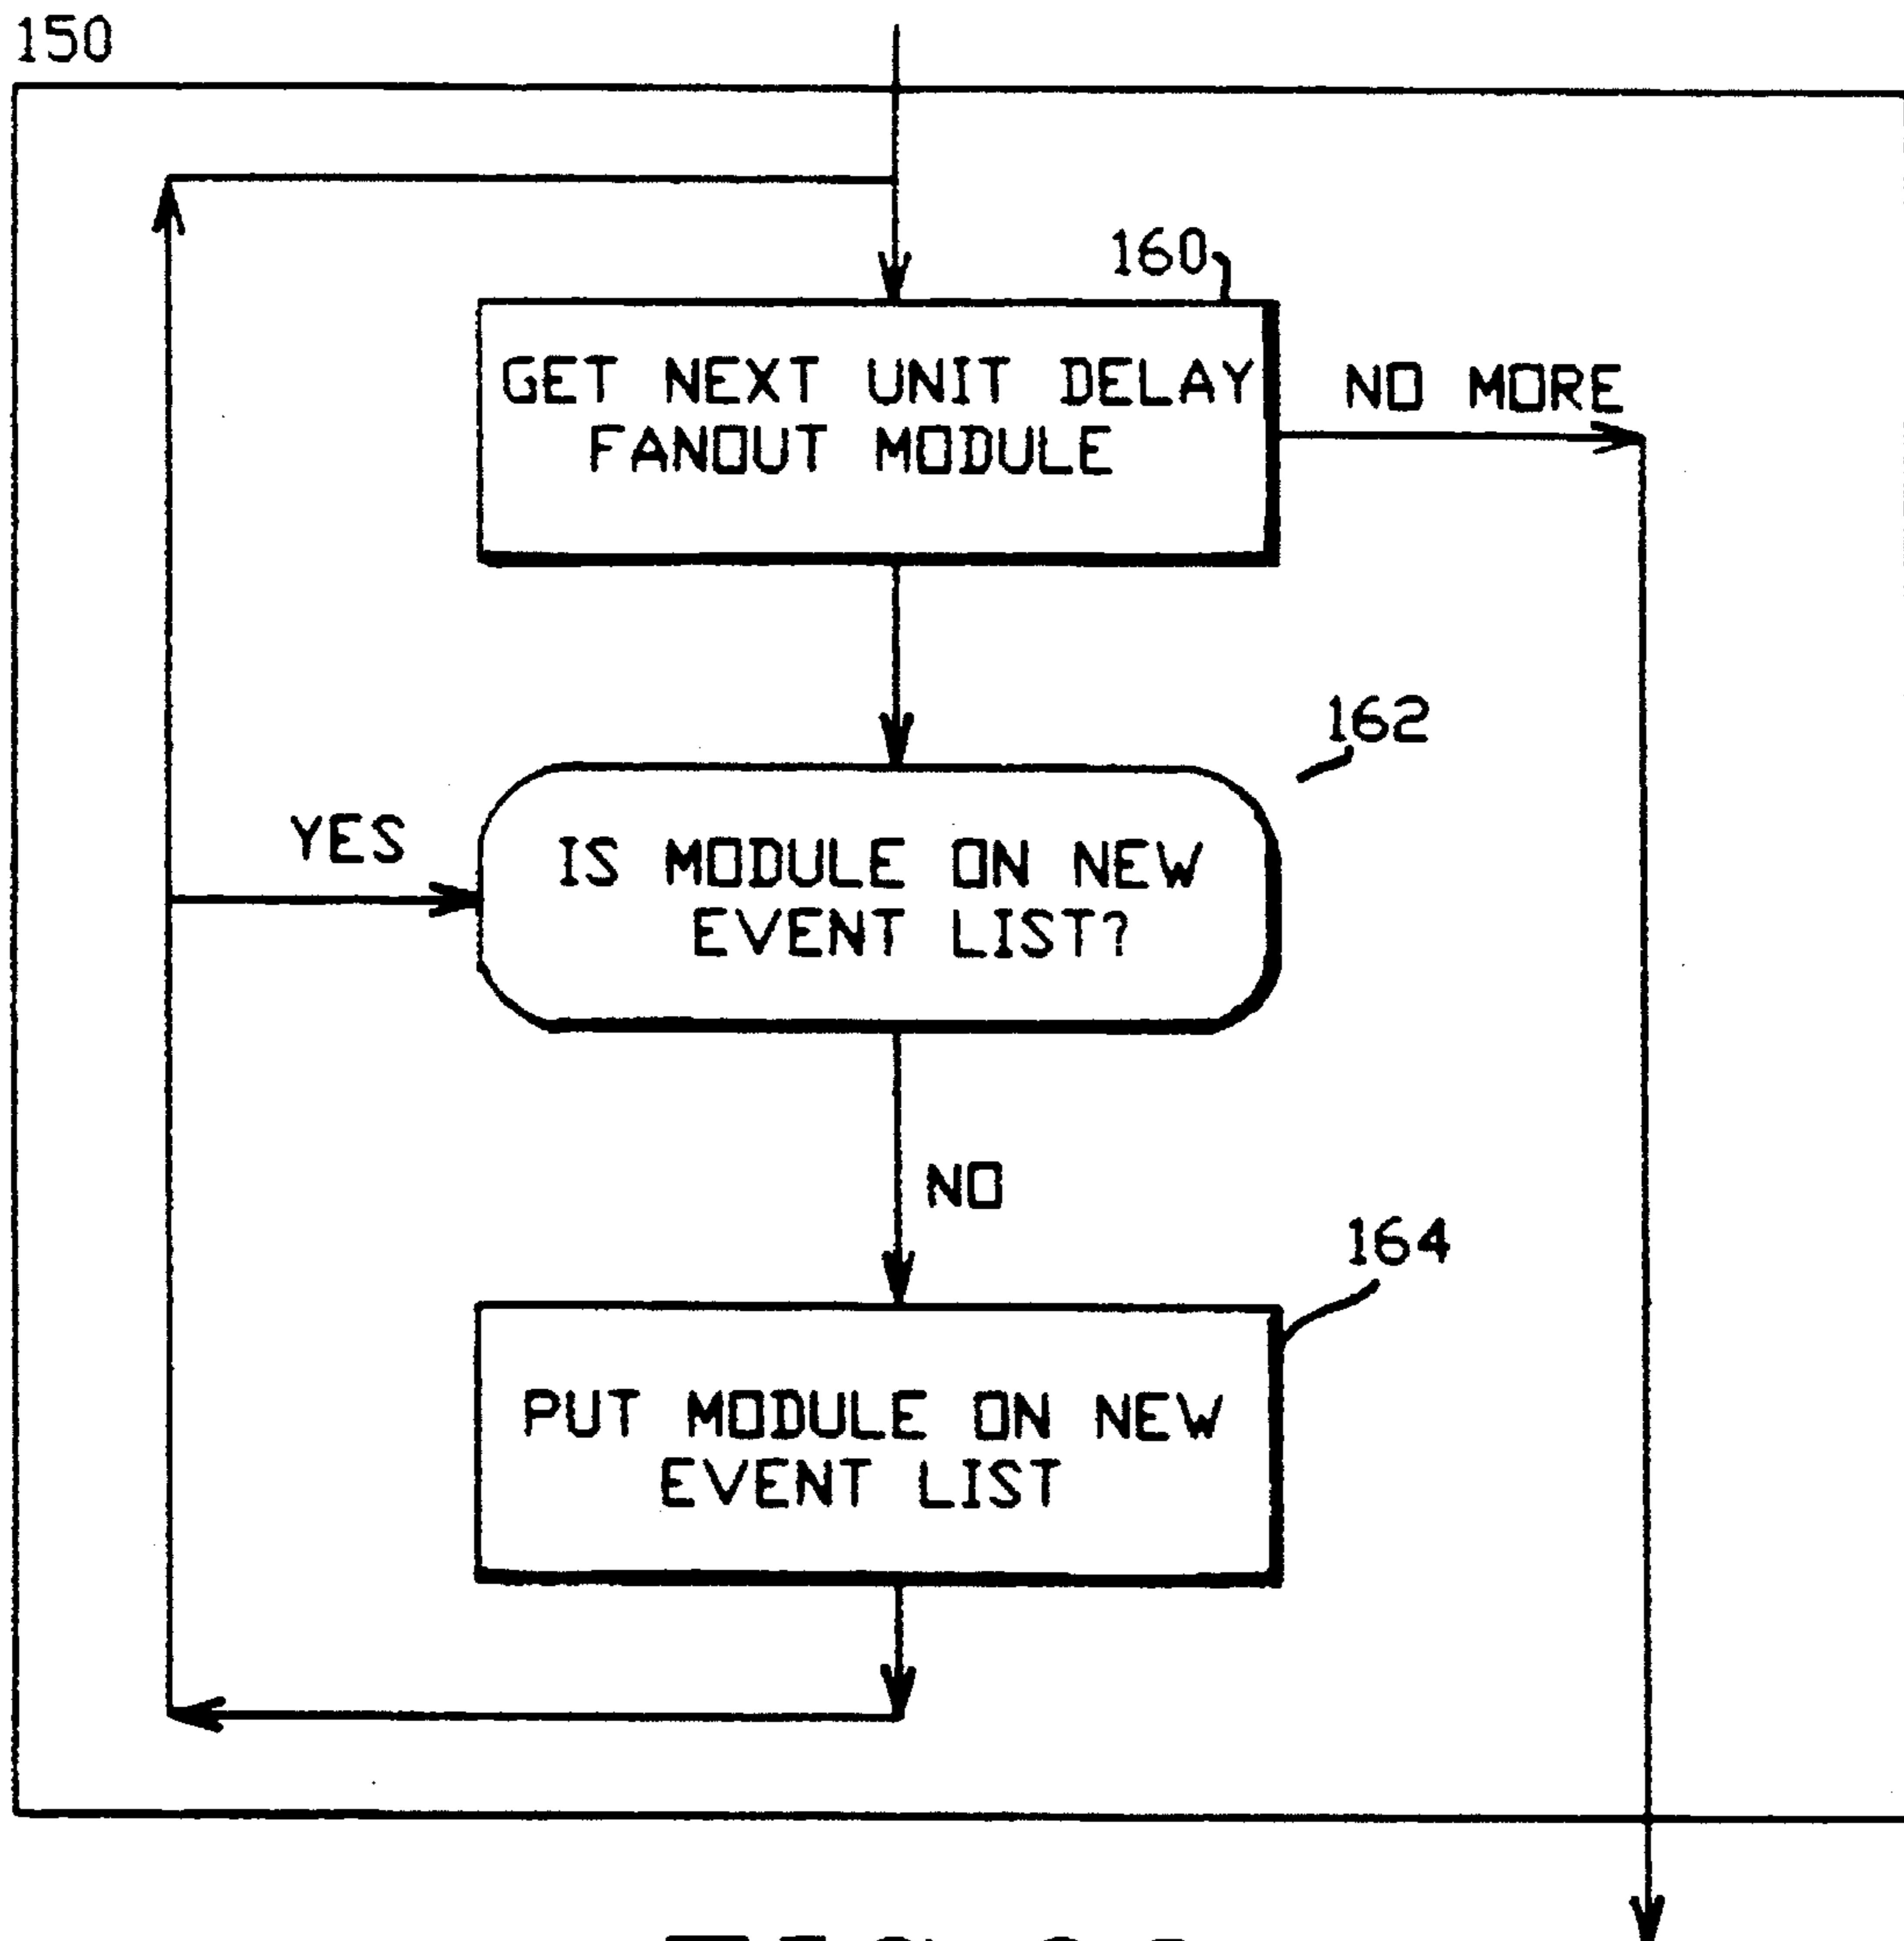 150
160
GET NEXT UNIT DELAY
FANOUT MODULE
NO MORE
162
YES
IS MODULE ON NEW
EVENT LIST?
NO
164
PUT MODULE ON NEW
EVENT LIST